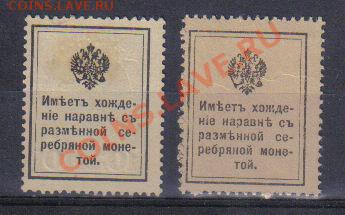 Имѣетъ хожде-
ніе наравнѣ съ
размѣнной се-
ребряной моне-
той.
Имѣетъ хожде-
ніе наравнѣ съ
размѣнной се-
ребряной моне-
той.
COINS.LAVE.RU
COINS.LAVE.RU